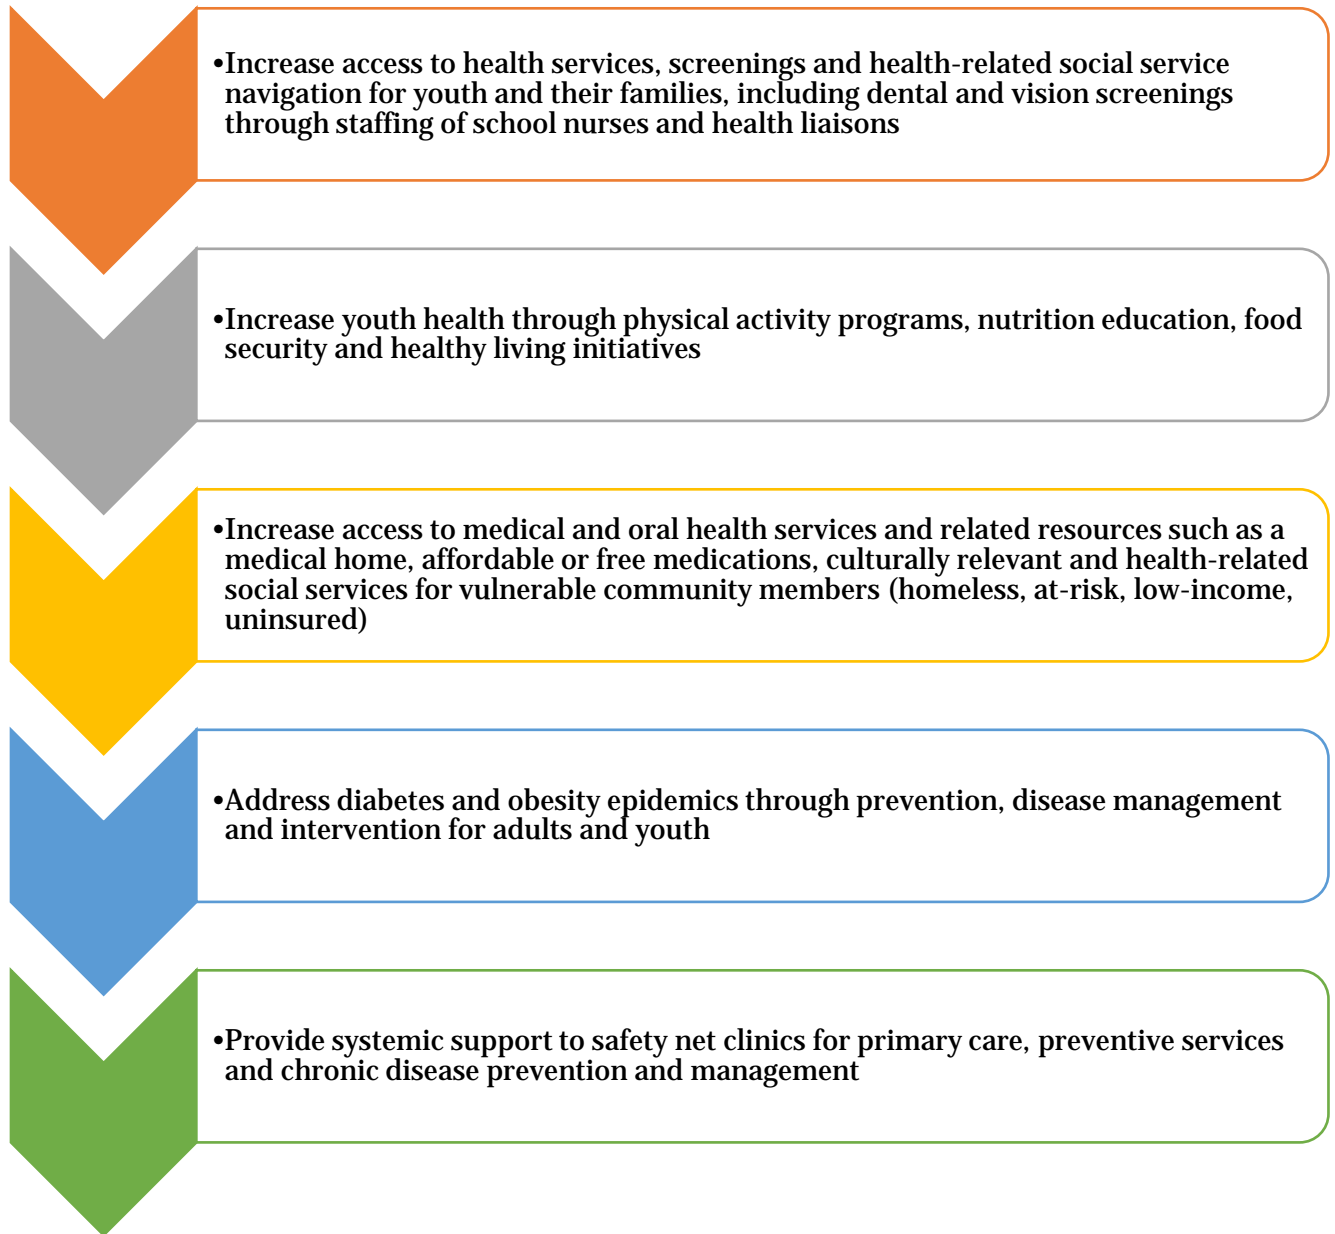 •Increase access to health services, screenings and health-related social service
navigation for youth and their families, including dental and vision screenings
through staffing of school nurses and health liaisons
•Increase youth health through physical activity programs, nutrition education, food
security and healthy living initiatives
•Increase access to medical and oral health services and related resources such as a
medical home, affordable or free medications, culturally relevant and health-related
social services for vulnerable community members (homeless, at-risk, low-income,
uninsured)
•Address diabetes and obesity epidemics through prevention, disease management
and intervention for adults and youth
•Provide systemic support to safety net clinics for primary care, preventive services
and chronic disease prevention and management